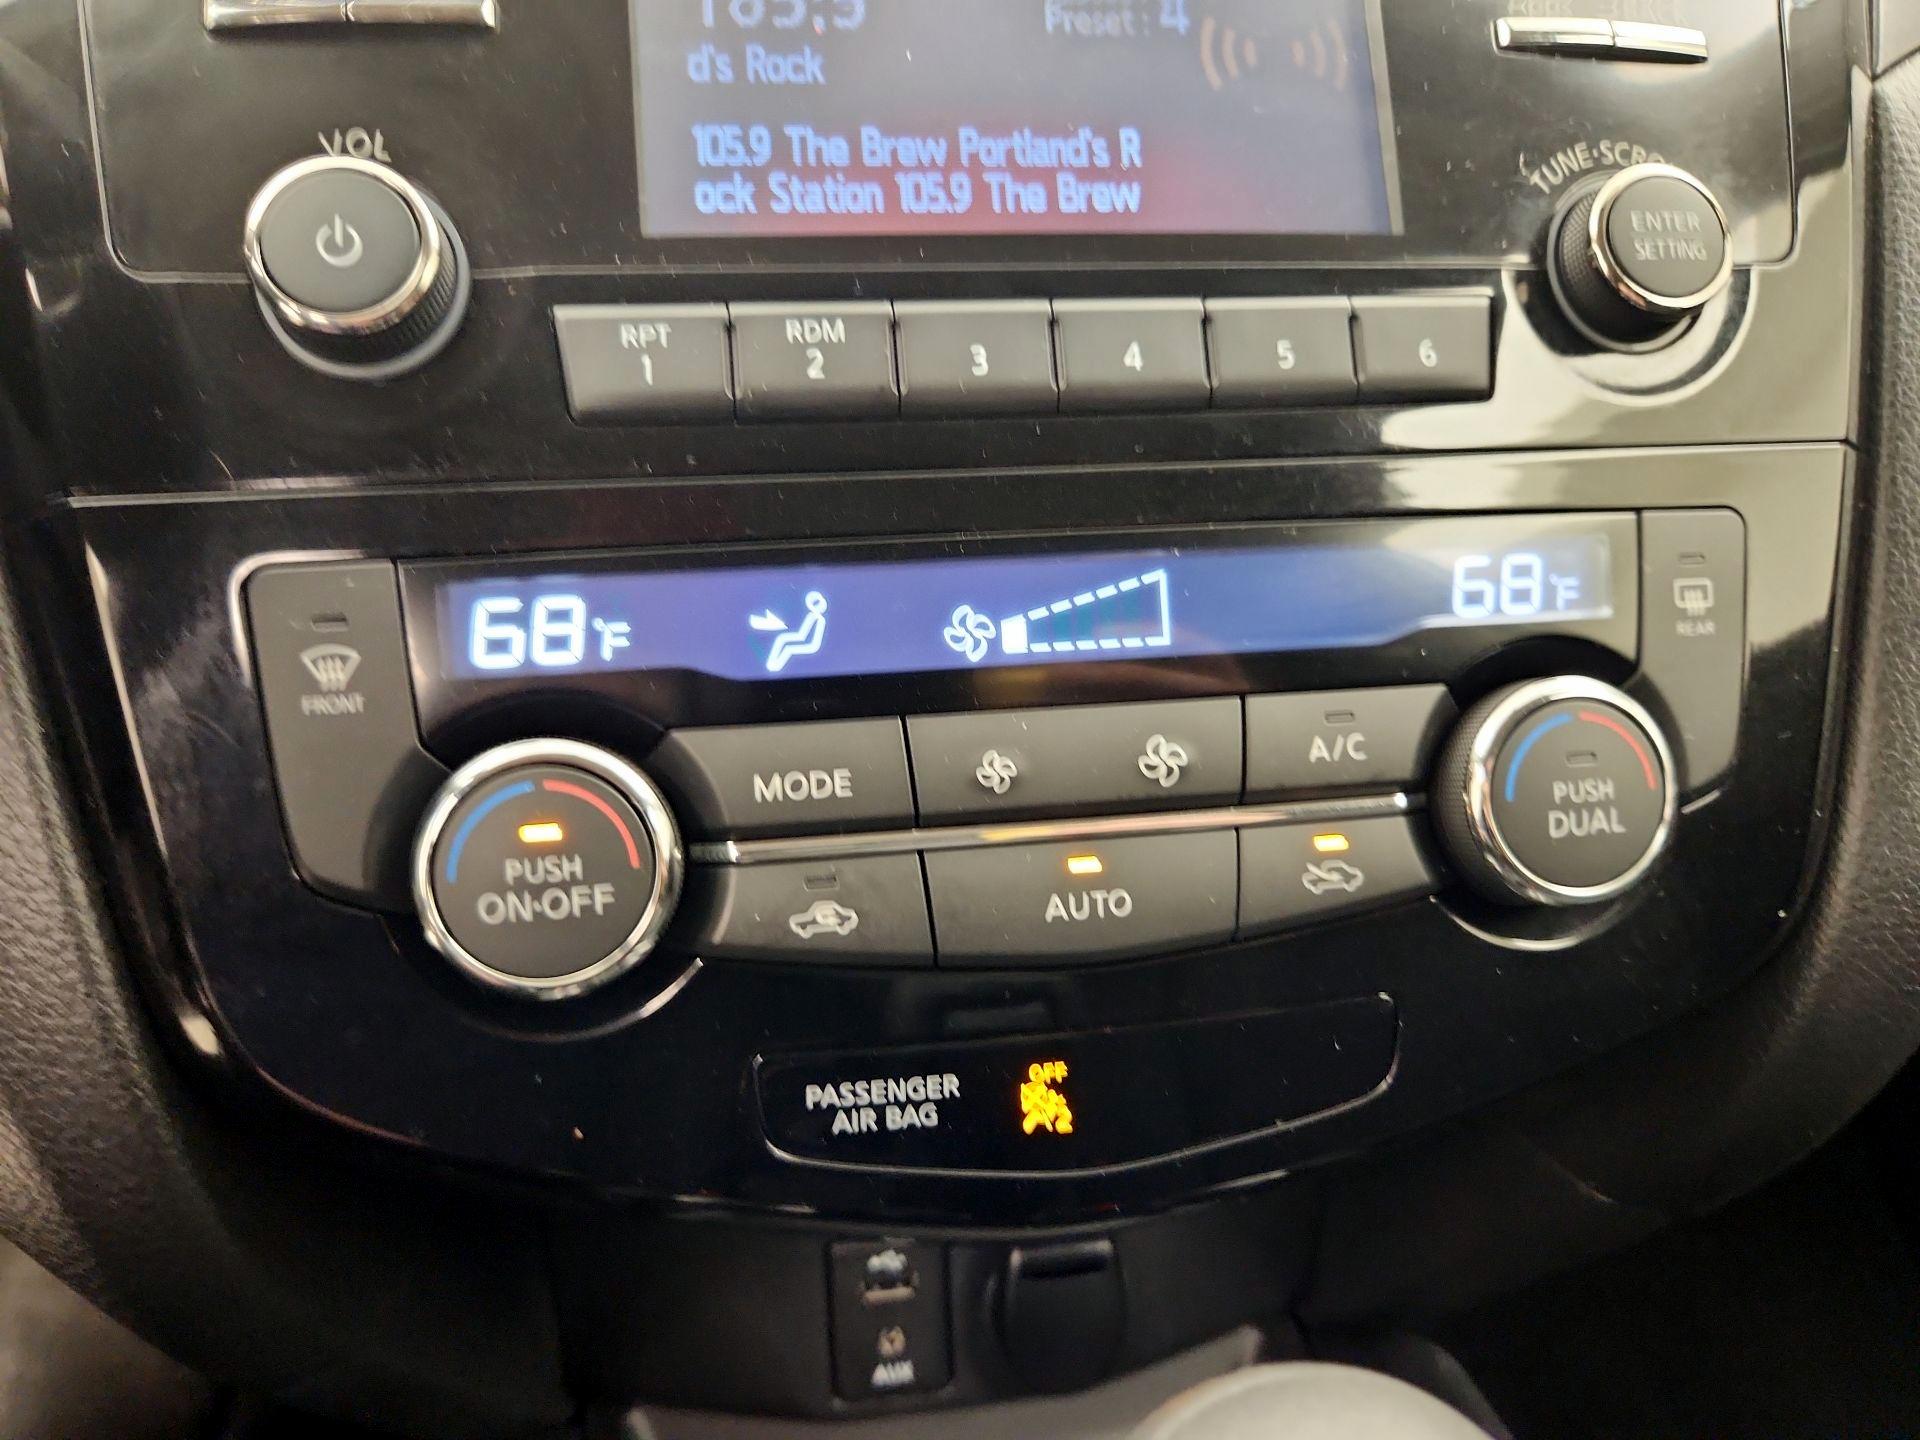 Preset: 4
d's Rock
105.9 The Brew Portland's R
ock Station 105.9 The Brew
VOL
ENTER
SETTING
RPT
1
RDM
2
3
4
5
6
68°F
68°F
FRONT
REAR
MODE
A/C
PUSH
ON·OFF
AUTO
PUSH
DUAL
PASSENGER
AIR BAG
OFF
2
AUX